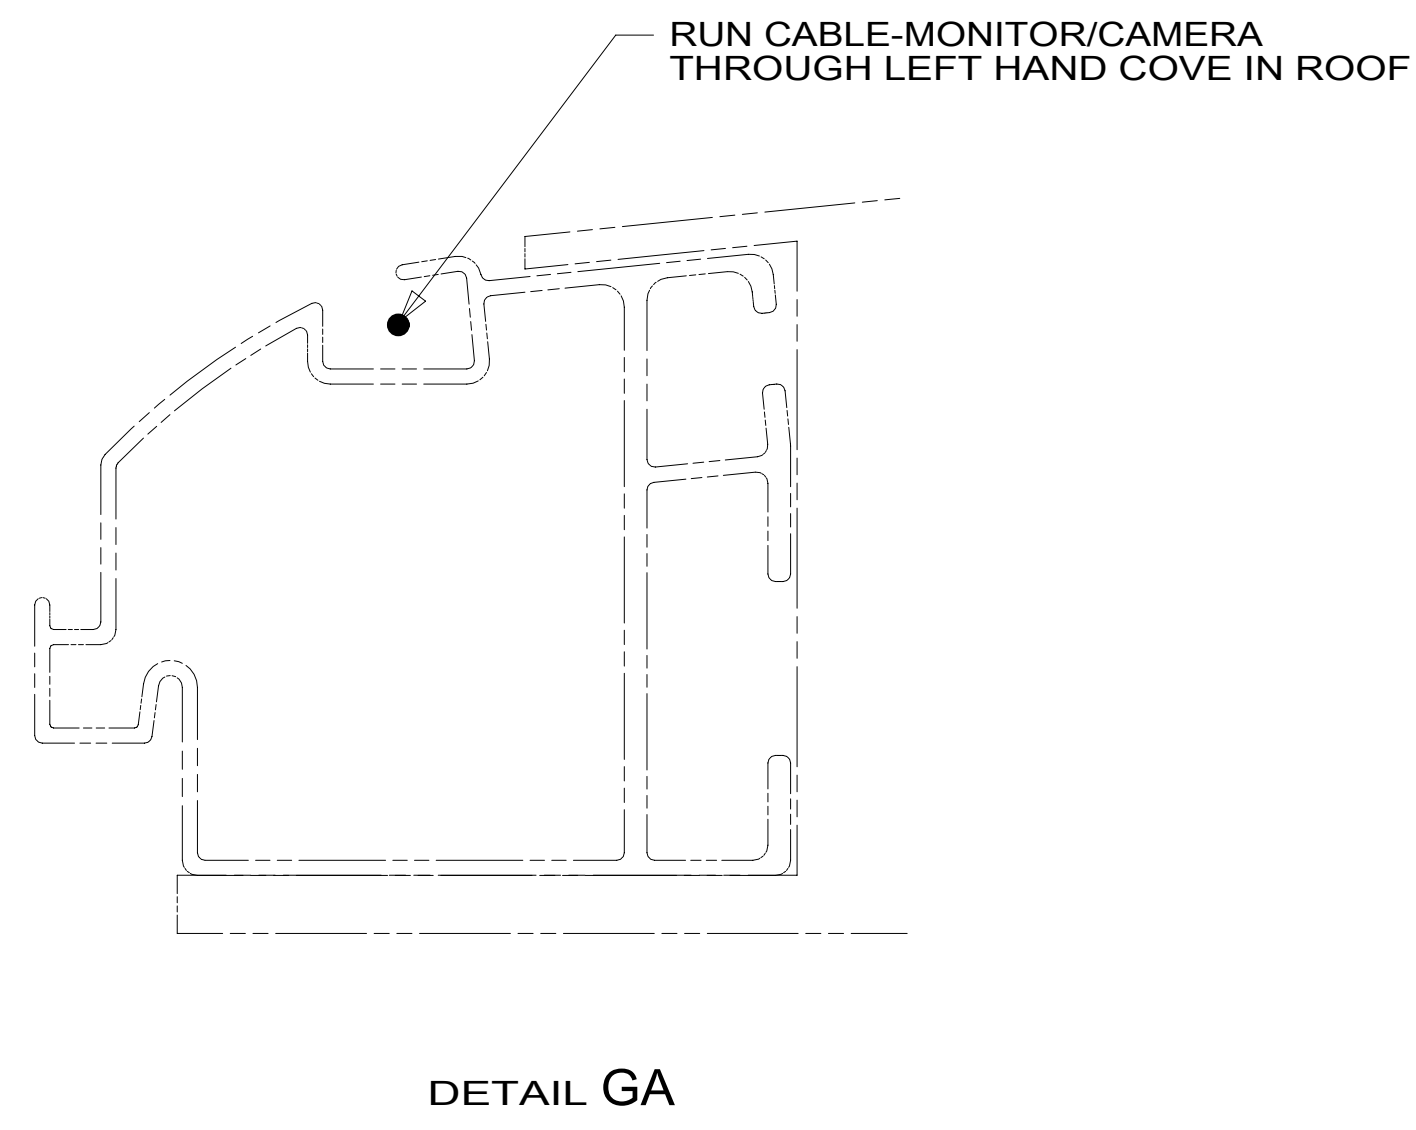 RUN CABLE-MONITOR/CAMERA
THROUGH LEFT HAND COVE IN ROOF
DETAIL GA